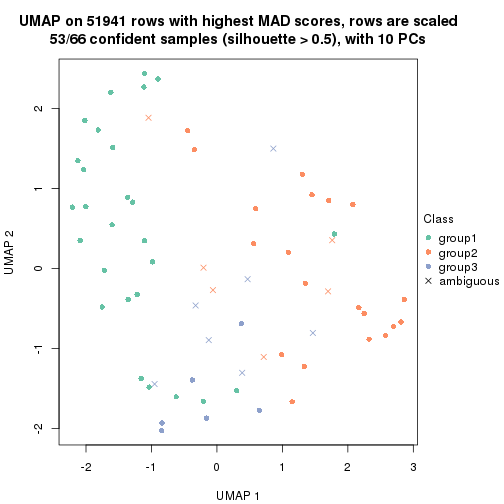 UMAP on 51941 rows with highest MAD scores, rows are scaled
53/66 confident samples (silhouette > 0.5), with 10 PCs
UMAP 2
2
1
0
-1
-2
-2
-1
0
1
2
3
UMAP 1
Class
group1
group2
group3
ambiguous